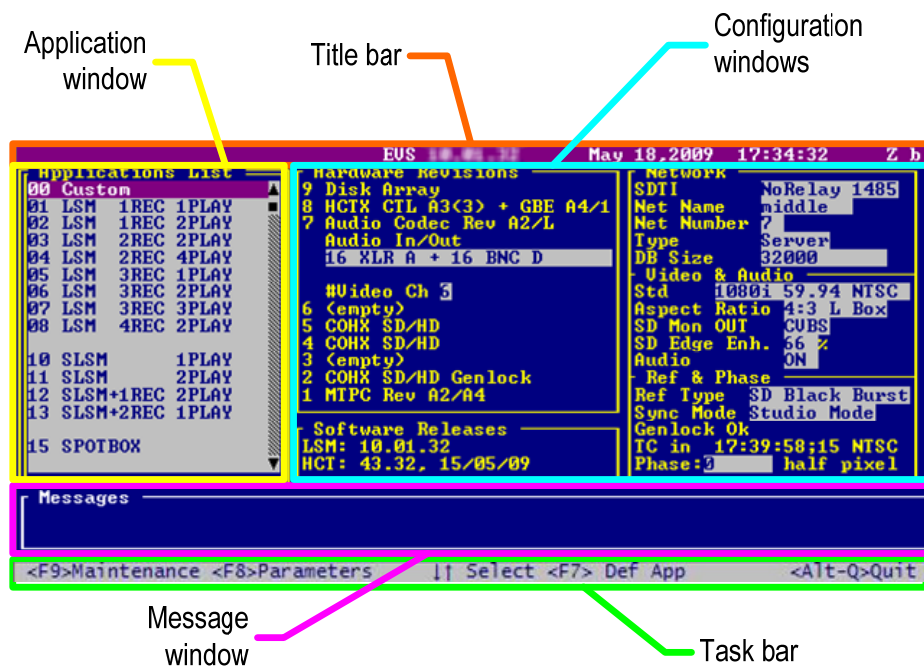 Application
window
Title bar
Configuration
windows
EVS May 18,2009 17:34:32 Z b
Applications List
00 Custom
01 LSM 1REC 1PLAY
02 LSM 1REC 2PLAY
03 LSM 2REC 2PLAY
04 LSM 2REC 4PLAY
05 LSM 3REC 1PLAY
06 LSM 3REC 2PLAY
07 LSM 3REC 3PLAY
08 LSM 4REC 2PLAY
10 SLSM 1PLAY
11 SLSM 2PLAY
12 SLSM+1REC 2PLAY
13 SLSM+2REC 1PLAY
15 SPOTBOX
Hardware Revisions
9 Disk Array
8 HCTX CTL A3(3) + GBE A4/1
7 Audio Codec Rev A2/L
Audio In/Out
16 XLR A + 16 BNC D
#Video Ch 3
6 (empty)
5 COHX SD/HD
4 COHX SD/HD
3 (empty)
2 COHX SD/HD Genlock
1 MTPC Rev A2/A4
Software Releases
LSM: 10.01.32
HCT: 43.32, 15/05/09
Network
SDTI NoRelay 1485
Net Name middle
Net Number 7
Type Server
DB Size 32000
Video & Audio
Std 1080i 59.94 NTSC
Aspect Ratio 4:3 L Box
SD Mon OUT CVBS
SD Edge Enh. 66 %
Audio ON
Ref & Phase
Ref Type SD Black Burst
Sync Mode Studio Mode
Genlock Ok
TC in 17:39:58;15 NTSC
Phase:0 half pixel
Messages
<F9>Maintenance <F8>Parameters ↓↑ Select <F7> Def App <Alt-Q>Quit
Message
window
Task bar